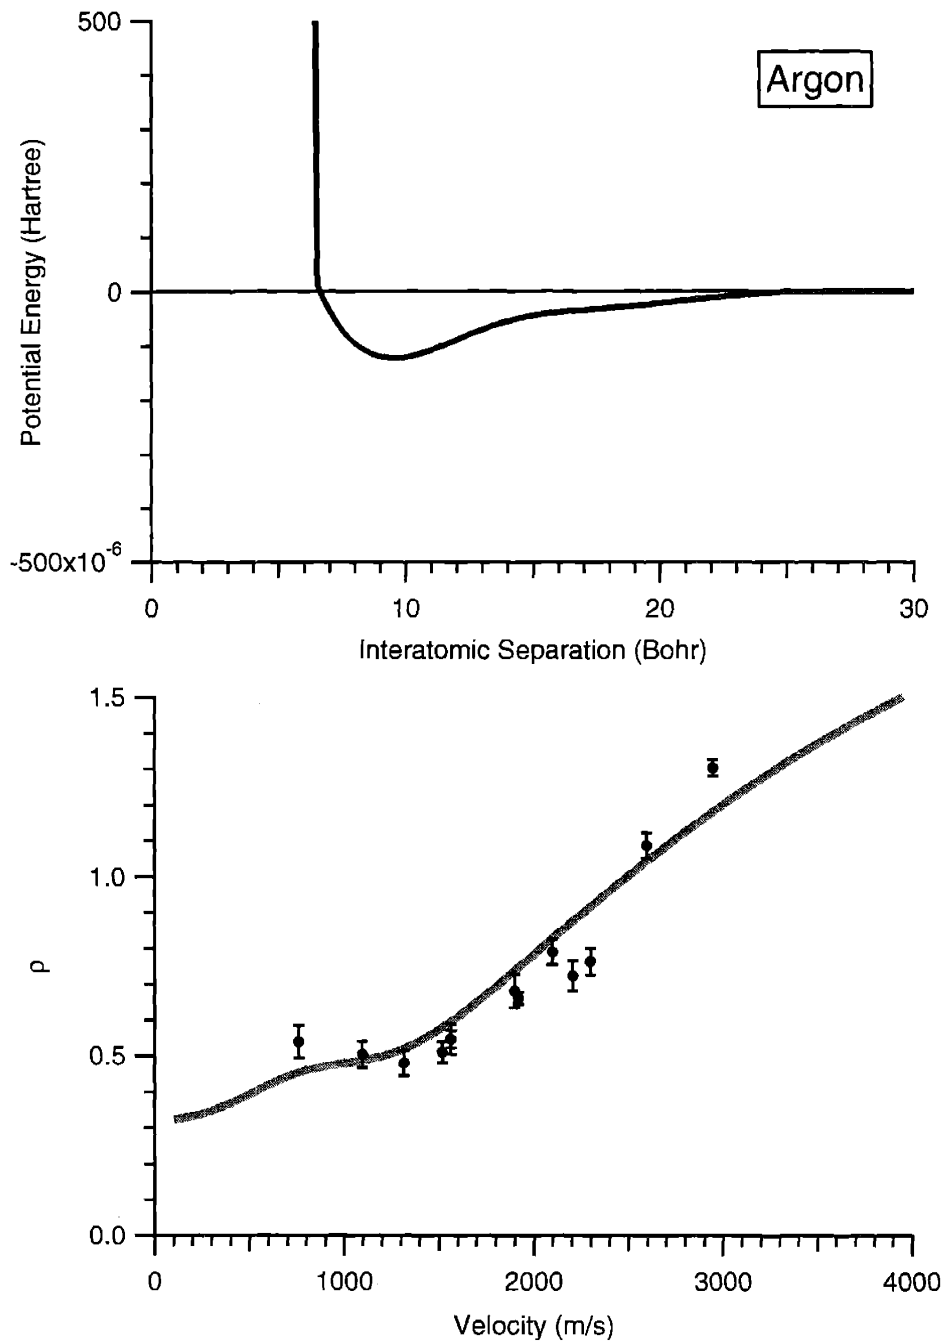 500
Argon
Potential Energy (Hartree)
0
-500x10⁻⁶
0 10 20 30
Interatomic Separation (Bohr)
1.5
1.0
ρ
0.5
0.0
0 1000 2000 3000 4000
Velocity (m/s)